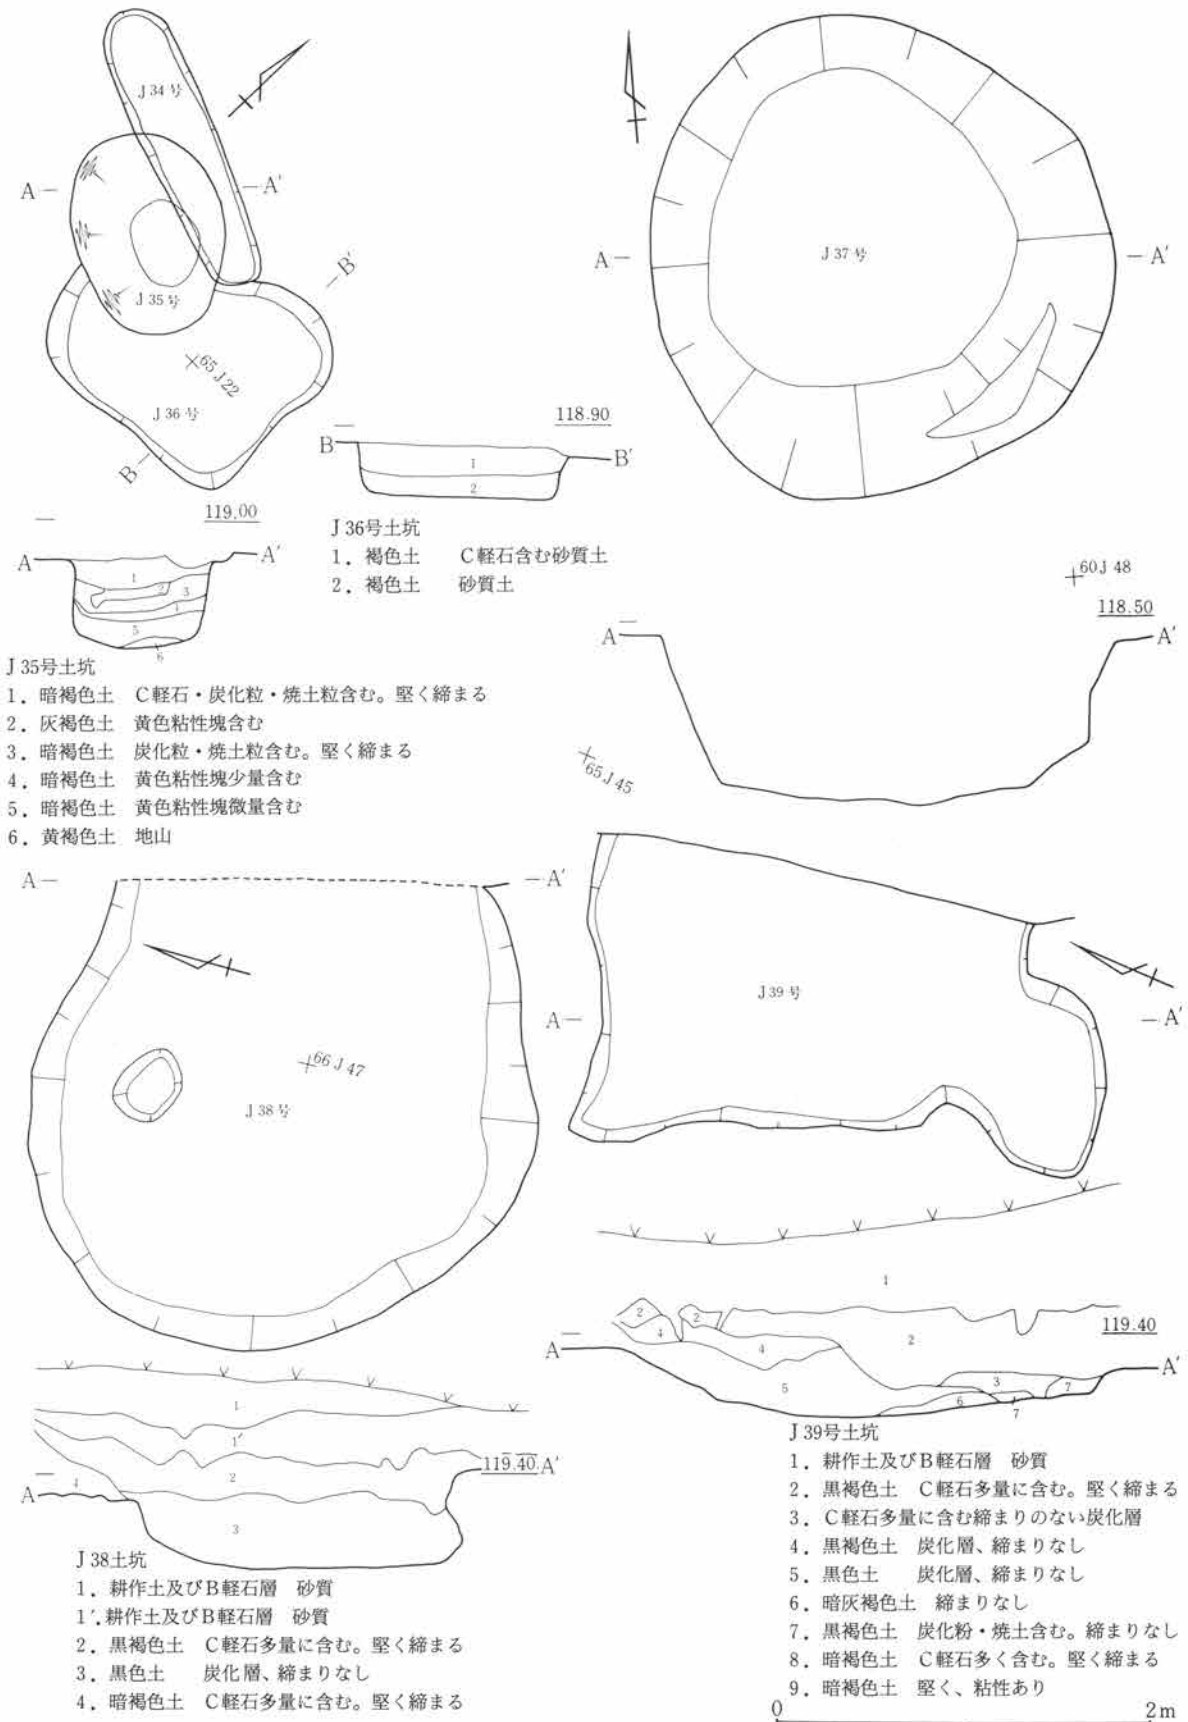 J 34 号
A
A′
J 35 号
B′
65 J 22
J 36 号
B
J 37 号
A
A′
118.90
B
B′
1
2
J 36号土坑
1．褐色土　C軽石含む砂質土
2．褐色土　砂質土
119.00
A
A′
1
2
3
4
5
6
J 35号土坑
1．暗褐色土　C軽石・炭化粒・焼土粒含む。堅く締まる
2．灰褐色土　黄色粘性塊含む
3．暗褐色土　炭化粒・焼土粒含む。堅く締まる
4．暗褐色土　黄色粘性塊少量含む
5．暗褐色土　黄色粘性塊微量含む
6．黄褐色土　地山
60J 48
118.50
A
A′
65 J 45
A
A′
66 J 47
J 38 号
J 39 号
A
A′
1
1′
2
119.40
A
A′
4
3
J 38土坑
1．耕作土及びB軽石層　砂質
1′.耕作土及びB軽石層　砂質
2．黒褐色土　C軽石多量に含む。堅く締まる
3．黒色土　炭化層、締まりなし
4．暗褐色土　C軽石多量に含む。堅く締まる
1
2
2
4
2
119.40
A
A′
4
5
3
6
7
7
J 39号土坑
1．耕作土及びB軽石層　砂質
2．黒褐色土　C軽石多量に含む。堅く締まる
3．C軽石多量に含む締まりのない炭化層
4．黒褐色土　炭化層、締まりなし
5．黒色土　炭化層、締まりなし
6．暗灰褐色土　締まりなし
7．黒褐色土　炭化粉・焼土含む。締まりなし
8．暗褐色土　C軽石多く含む。堅く締まる
9．暗褐色土　堅く、粘性あり
0
2 m